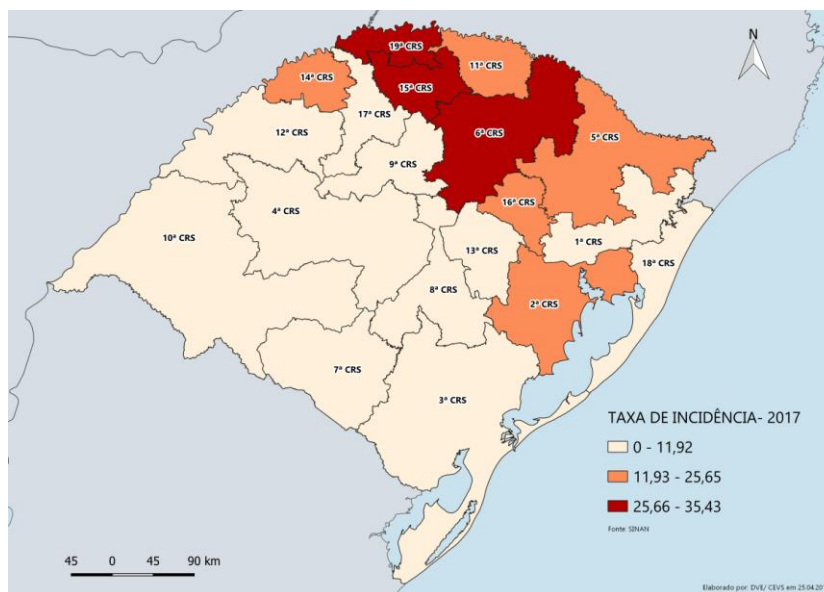 N
19ª CRS
11ª CRS
14ª CRS
15ª CRS
17ª CRS
6ª CRS
12ª CRS
5ª CRS
9ª CRS
16ª CRS
4ª CRS
10ª CRS
1ª CRS
13ª CRS
18ª CRS
8ª CRS
2ª CRS
7ª CRS
3ª CRS
TAXA DE INCIDÊNCIA- 2017
0 - 11,92
11,93 - 25,65
25,66 - 35,43
Fonte: SINAN
45 0 45 90 km
Elaborado por: DVE/ CEVS em 25.04.201